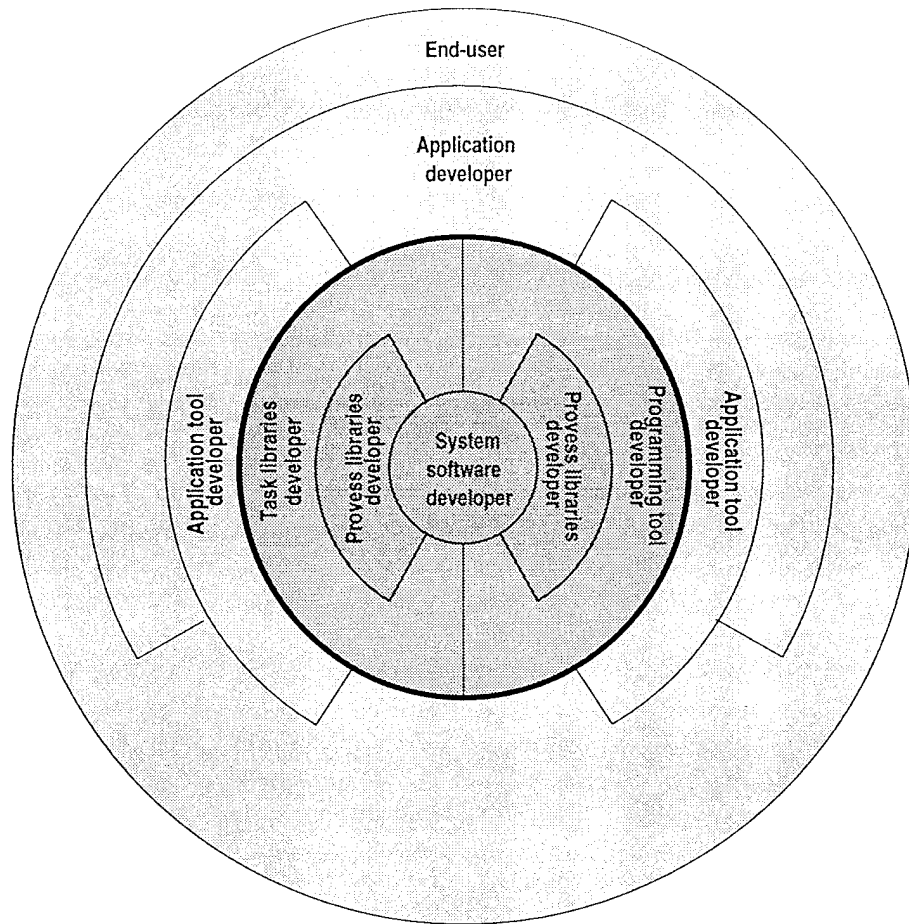 End-user
Application
developer
Application tool
developer
Task libraries
developer
Provess libraries
developer
System
software
developer
Provess libraries
developer
Programming tool
developer
Application tool
developer